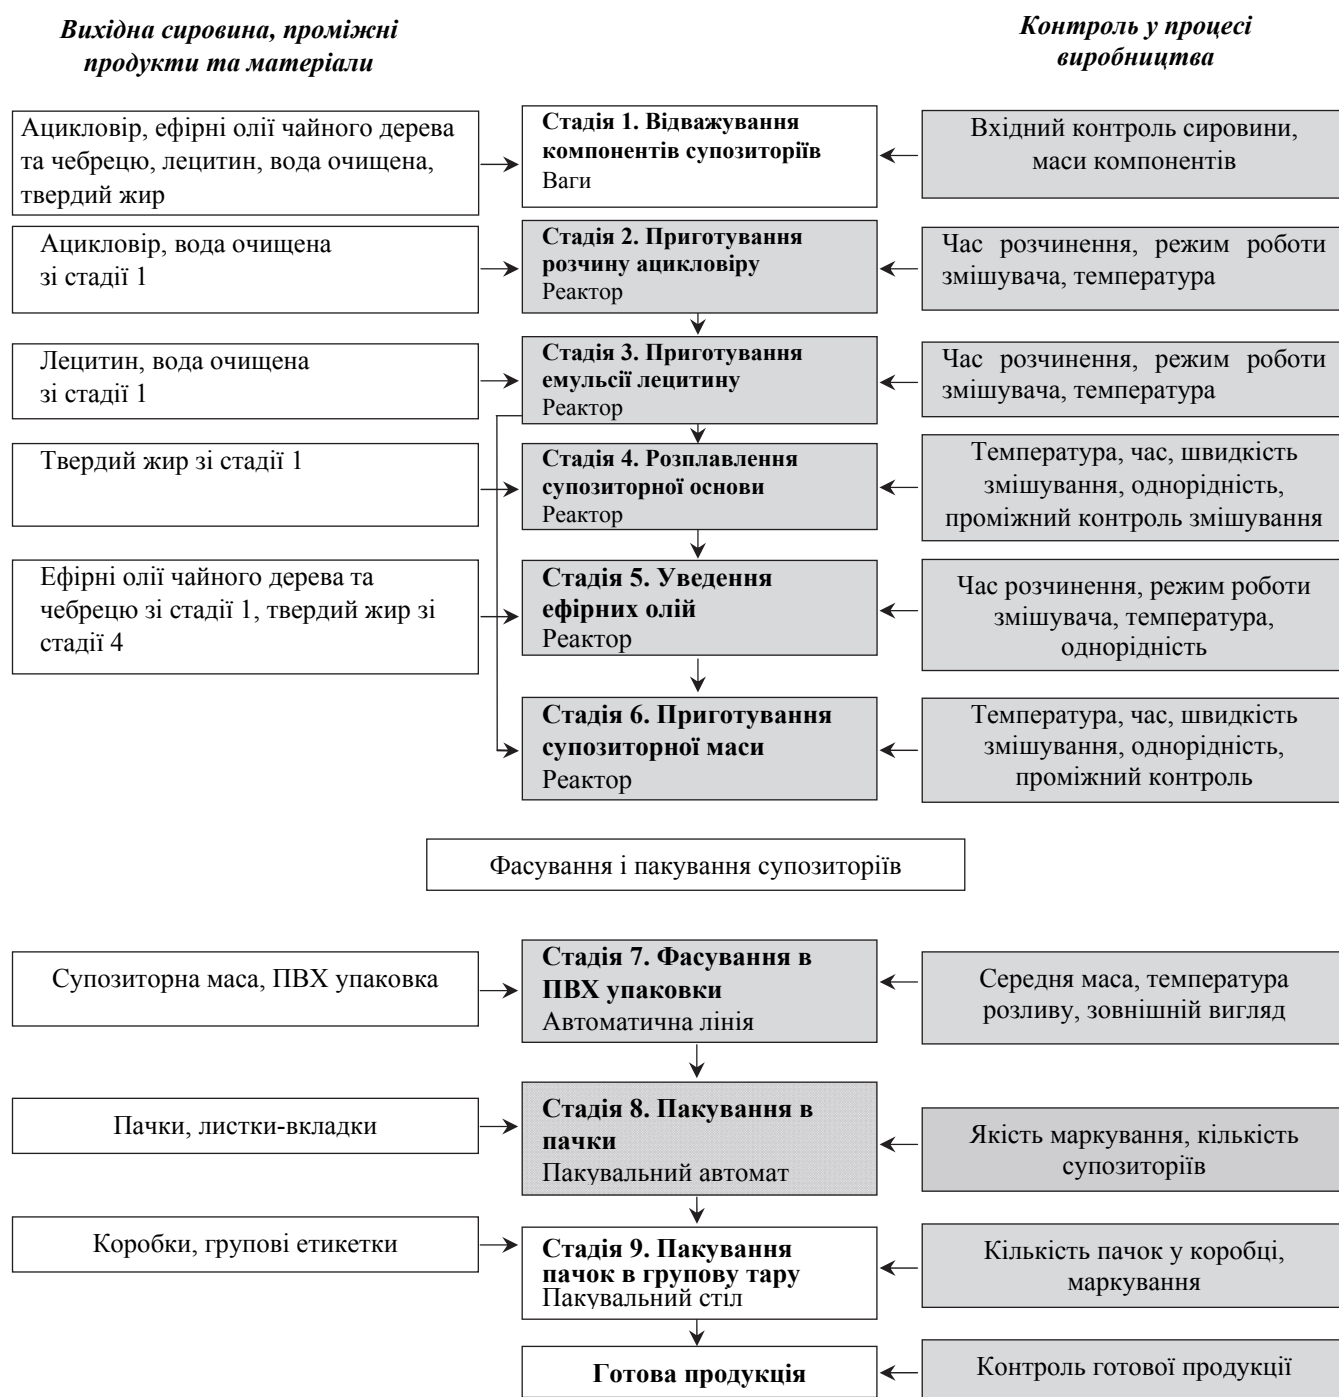 Вихідна сировина, проміжні
продукти та матеріали
Контроль у процесі
виробництва
Ацикловір, ефірні олії чайного дерева
та чебрецю, лецитин, вода очищена,
твердий жир
Стадія 1. Відважування
компонентів супозиторіїв
Ваги
Вхідний контроль сировини,
маси компонентів
Ацикловір, вода очищена
зі стадії 1
Стадія 2. Приготування
розчину ацикловіру
Реактор
Час розчинення, режим роботи
змішувача, температура
Лецитин, вода очищена
зі стадії 1
Стадія 3. Приготування
емульсії лецитину
Реактор
Час розчинення, режим роботи
змішувача, температура
Твердий жир зі стадії 1
Стадія 4. Розплавлення
супозиторної основи
Реактор
Температура, час, швидкість
змішування, однорідність,
проміжний контроль змішування
Ефірні олії чайного дерева та
чебрецю зі стадії 1, твердий жир зі
стадії 4
Стадія 5. Уведення
ефірних олій
Реактор
Час розчинення, режим роботи
змішувача, температура,
однорідність
Стадія 6. Приготування
супозиторної маси
Реактор
Температура, час, швидкість
змішування, однорідність,
проміжний контроль
Фасування і пакування супозиторіїв
Супозиторна маса, ПВХ упаковка
Стадія 7. Фасування в
ПВХ упаковки
Автоматична лінія
Середня маса, температура
розливу, зовнішній вигляд
Пачки, листки-вкладки
Стадія 8. Пакування в
пачки
Пакувальний автомат
Якість маркування, кількість
супозиторіїв
Коробки, групові етикетки
Стадія 9. Пакування
пачок в групову тару
Пакувальний стіл
Кількість пачок у коробці,
маркування
Готова продукція
Контроль готової продукції